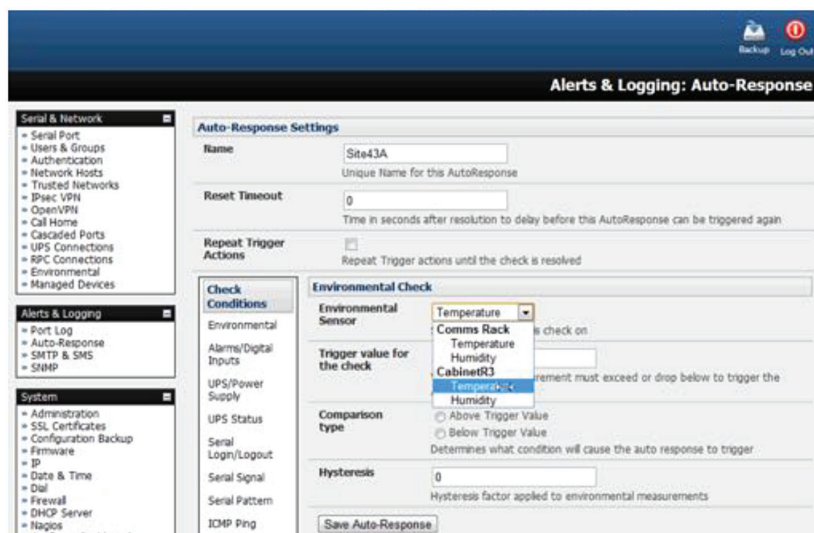 Backup Log Out
Alerts & Logging: Auto-Response
Serial & Network
Serial Port
Users & Groups
Authentication
Network Hosts
Trusted Networks
IPsec VPN
OpenVPN
Call Home
Cascaded Ports
UPS Connections
RPC Connections
Environmental
Managed Devices
Alerts & Logging
Port Log
Auto-Response
SMTP & SMS
SNMP
System
Administration
SSL Certificates
Configuration Backup
Firmware
IP
Date & Time
Dial
Firewall
DHCP Server
Nagios
Auto-Response Settings
Name
Site43A
Unique Name for this AutoResponse
Reset Timeout
0
Time in seconds after resolution to delay before this AutoResponse can be triggered again
Repeat Trigger
Actions
Repeat Trigger actions until the check is resolved
Check
Conditions
Environmental
Alarms/Digital
Inputs
UPS/Power
Supply
UPS Status
Serial
Login/Logout
Serial Signal
Serial Pattern
ICMP Ping
Environmental Check
Environmental
Sensor
Temperature
is check on
Comms Rack
Temperature
Humidity
CabinetR3
Temperature
Humidity
Trigger value for
the check
must exceed or drop below to trigger the
Comparison
type
Above Trigger Value
Below Trigger Value
Determines what condition will cause the auto response to trigger
Hysteresis
0
Hysteresis factor applied to environmental measurements
Save Auto-Response